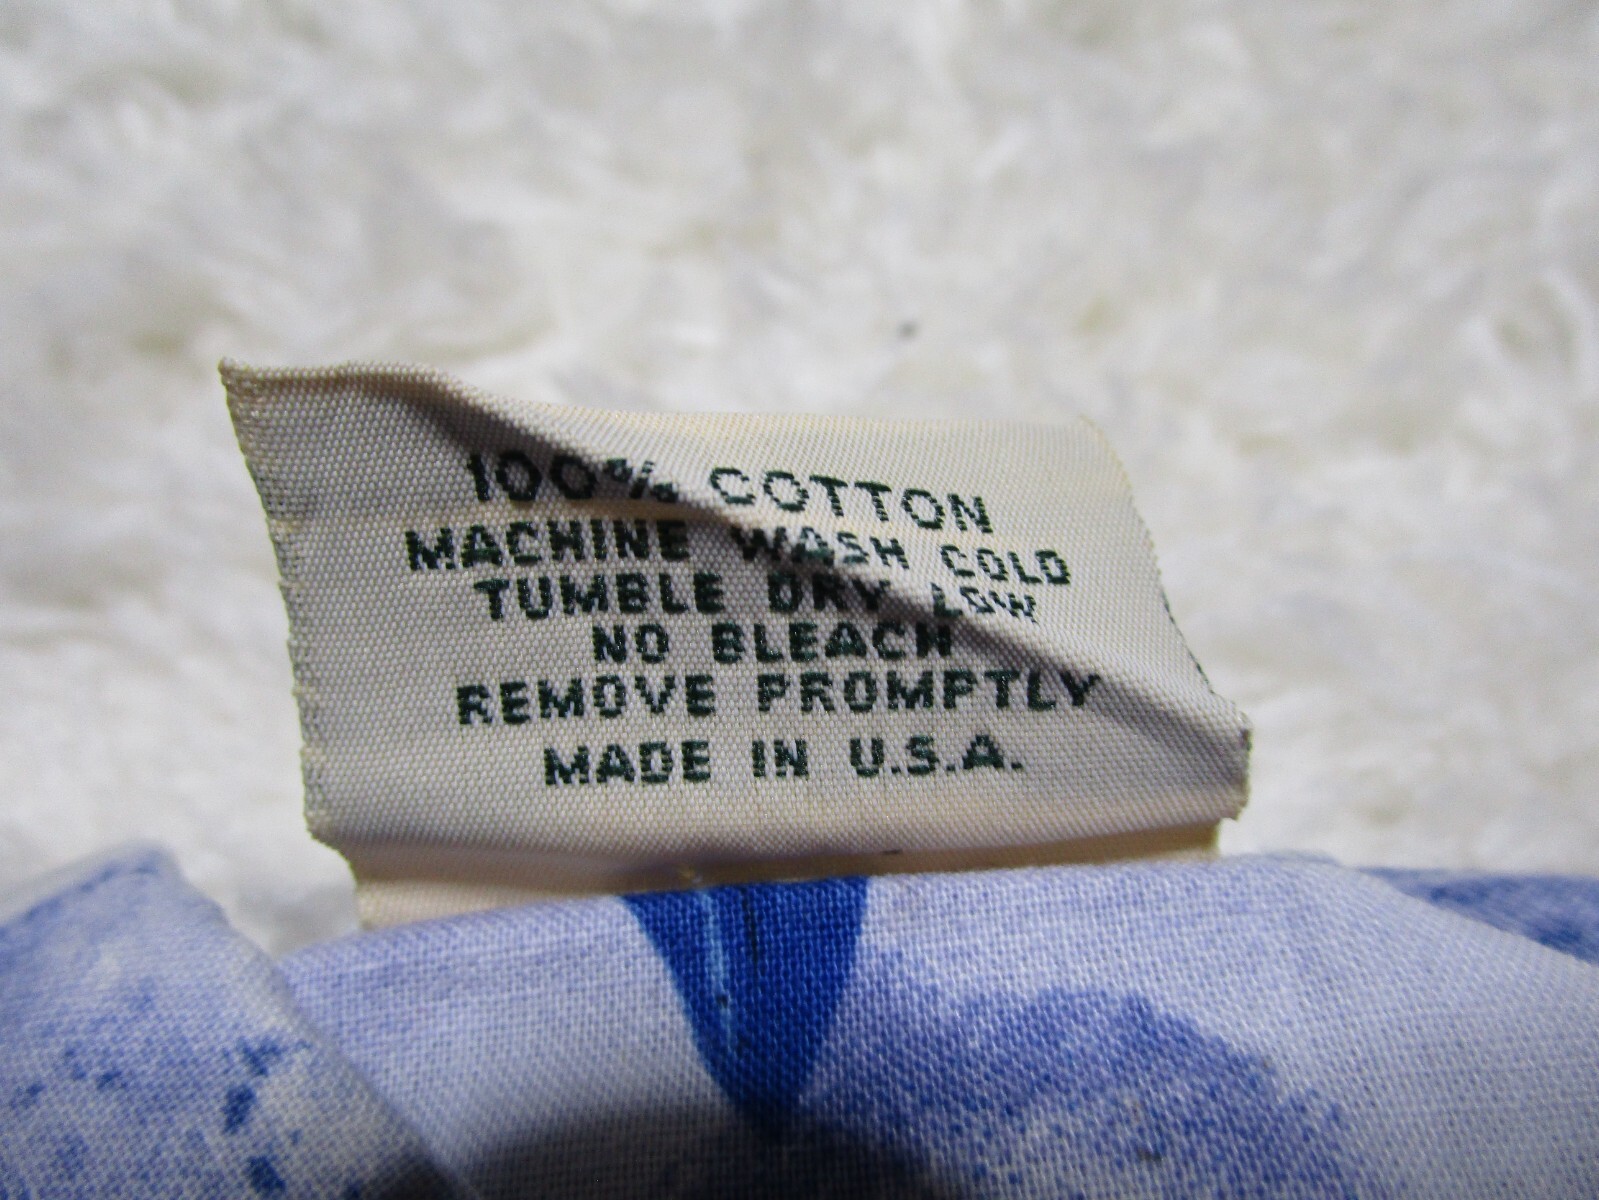 100% COTTON
MACHINE WASH COLD
TUMBLE DRY LOW
NO BLEACH
REMOVE PROMPTLY
MADE IN U.S.A.